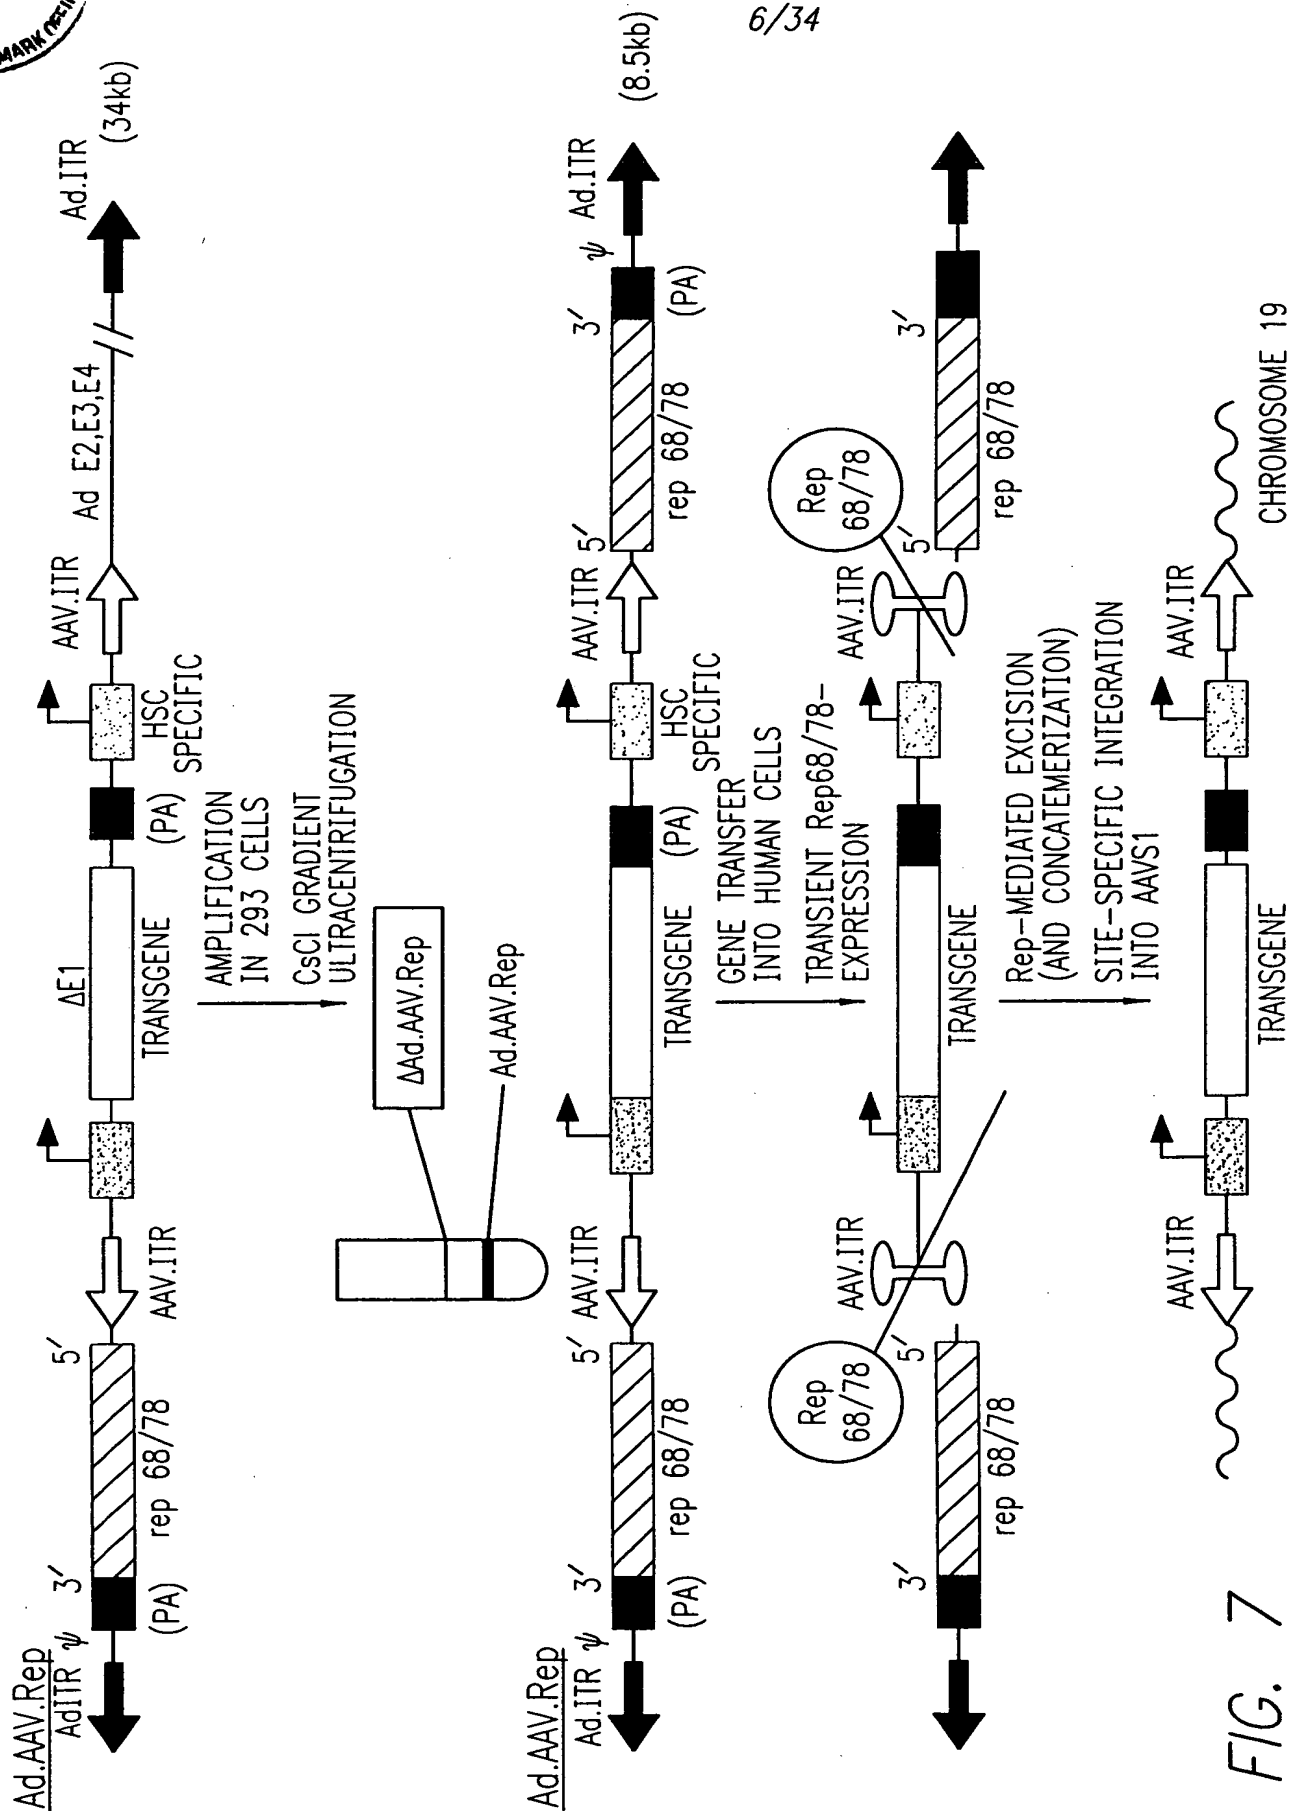 6/34
MARK
Ad.AAV.Rep
AdITR ψ 3′ 5′ ΔE1 Ad E2,E3,E4 Ad.ITR
(34kb)
(PA) rep 68/78 AAV.ITR TRANSGENE (PA) HSC SPECIFIC AAV.ITR
AMPLIFICATION
IN 293 CELLS
CsCI GRADIENT
ULTRACENTRIFUGATION
ΔAd.AAV.Rep
Ad.AAV.Rep
Ad.AAV.Rep
Ad.ITR ψ 3′ 5′ AAV.ITR AAV.ITR 5′ 3′ ψ Ad.ITR
(8.5kb)
(PA) rep 68/78 TRANSGENE (PA) HSC SPECIFIC rep 68/78 (PA)
GENE TRANSFER
INTO HUMAN CELLS
TRANSIENT Rep68/78-
EXPRESSION
Rep
68/78
Rep
68/78
3′ 5′ AAV.ITR AAV.ITR 5′ 3′
rep 68/78 TRANSGENE rep 68/78
Rep-MEDIATED EXCISION
(AND CONCATEMERIZATION)
SITE-SPECIFIC INTEGRATION
INTO AAVS1
AAV.ITR AAV.ITR
TRANSGENE CHROMOSOME 19
FIG. 7